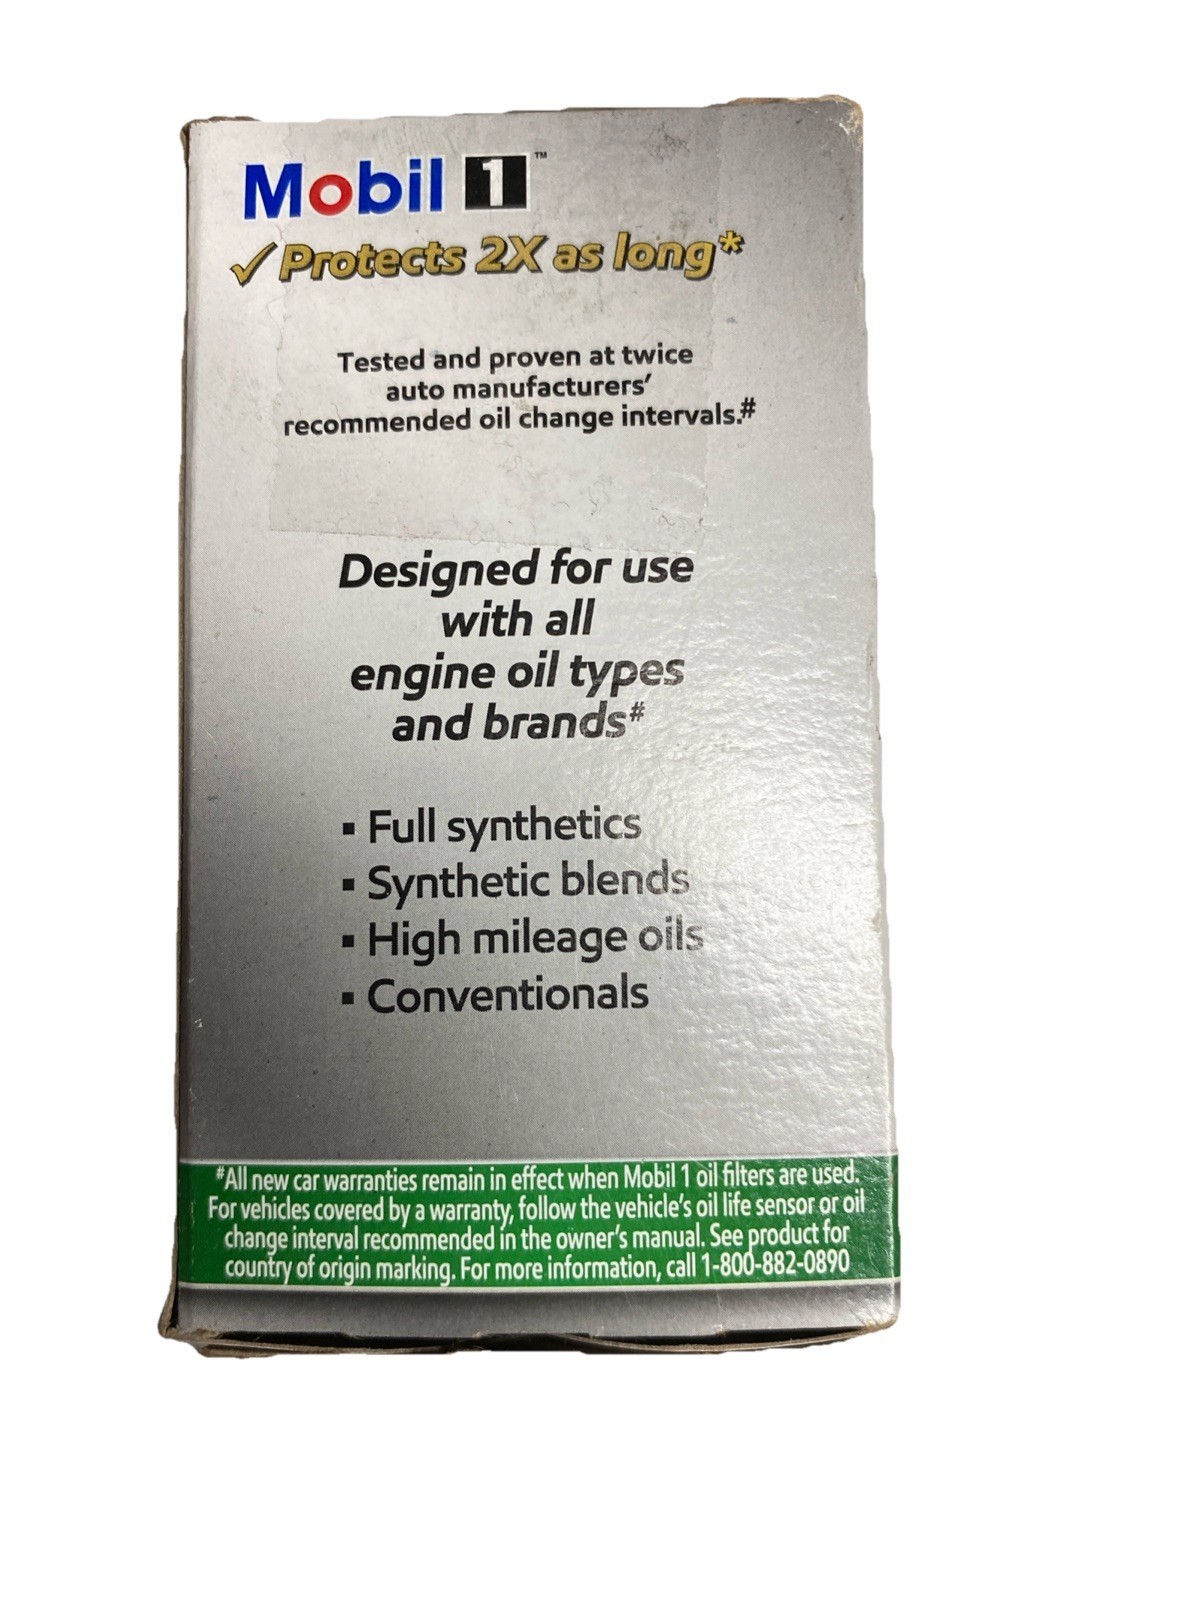 Mobil 1™
✓ Protects 2X as long*
Tested and proven at twice
auto manufacturers'
recommended oil change intervals.#
Designed for use
with all
engine oil types
and brands#
▪ Full synthetics
▪ Synthetic blends
▪ High mileage oils
▪ Conventionals
#All new car warranties remain in effect when Mobil 1 oil filters are used.
For vehicles covered by a warranty, follow the vehicle's oil life sensor or oil
change interval recommended in the owner's manual. See product for
country of origin marking. For more information, call 1-800-882-0890